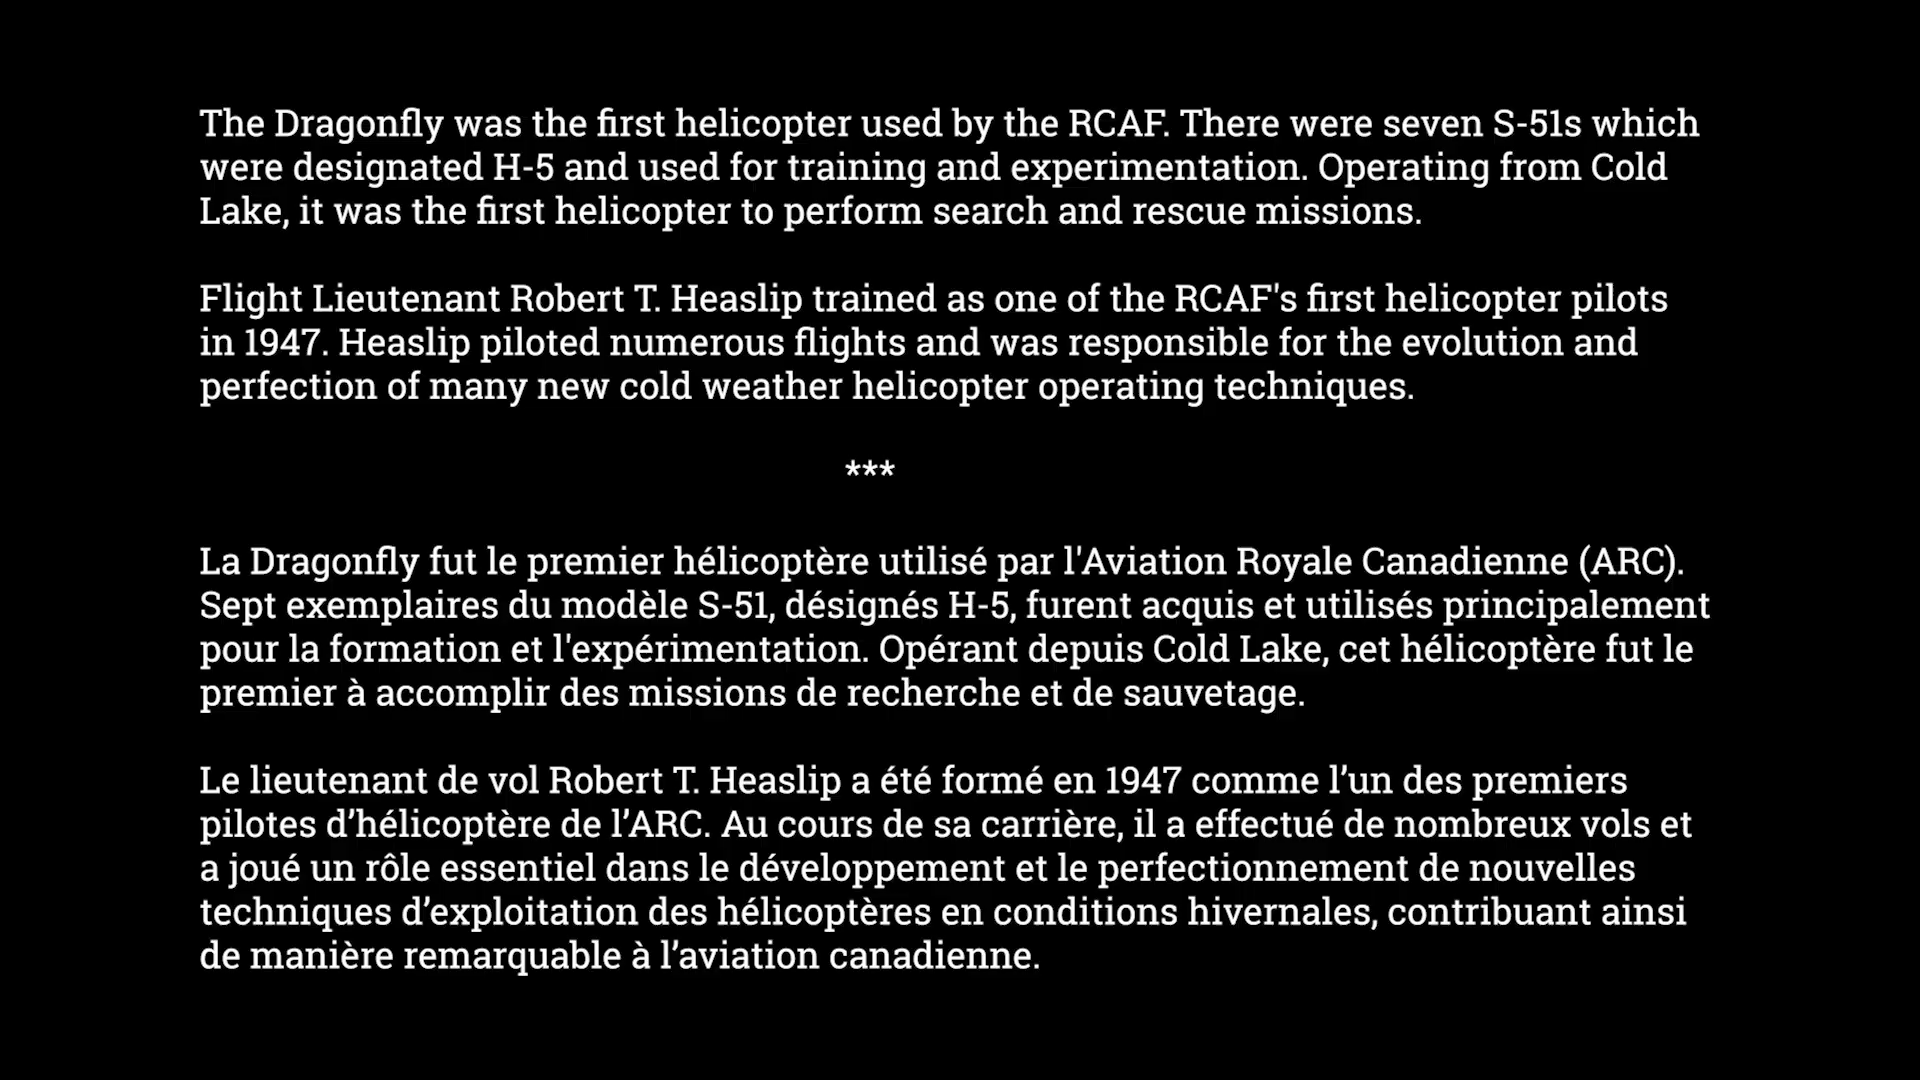 The Dragonfly was the first helicopter used by the RCAF. There were seven S-51s which
were designated H-5 and used for training and experimentation. Operating from Cold
Lake, it was the first helicopter to perform search and rescue missions.
Flight Lieutenant Robert T. Heaslip trained as one of the RCAF's first helicopter pilots
in 1947. Heaslip piloted numerous flights and was responsible for the evolution and
perfection of many new cold weather helicopter operating techniques.
***
La Dragonfly fut le premier hélicoptère utilisé par l'Aviation Royale Canadienne (ARC).
Sept exemplaires du modèle S-51, désignés H-5, furent acquis et utilisés principalement
pour la formation et l'expérimentation. Opérant depuis Cold Lake, cet hélicoptère fut le
premier à accomplir des missions de recherche et de sauvetage.
Le lieutenant de vol Robert T. Heaslip a été formé en 1947 comme l’un des premiers
pilotes d’hélicoptère de l’ARC. Au cours de sa carrière, il a effectué de nombreux vols et
a joué un rôle essentiel dans le développement et le perfectionnement de nouvelles
techniques d’exploitation des hélicoptères en conditions hivernales, contribuant ainsi
de manière remarquable à l’aviation canadienne.